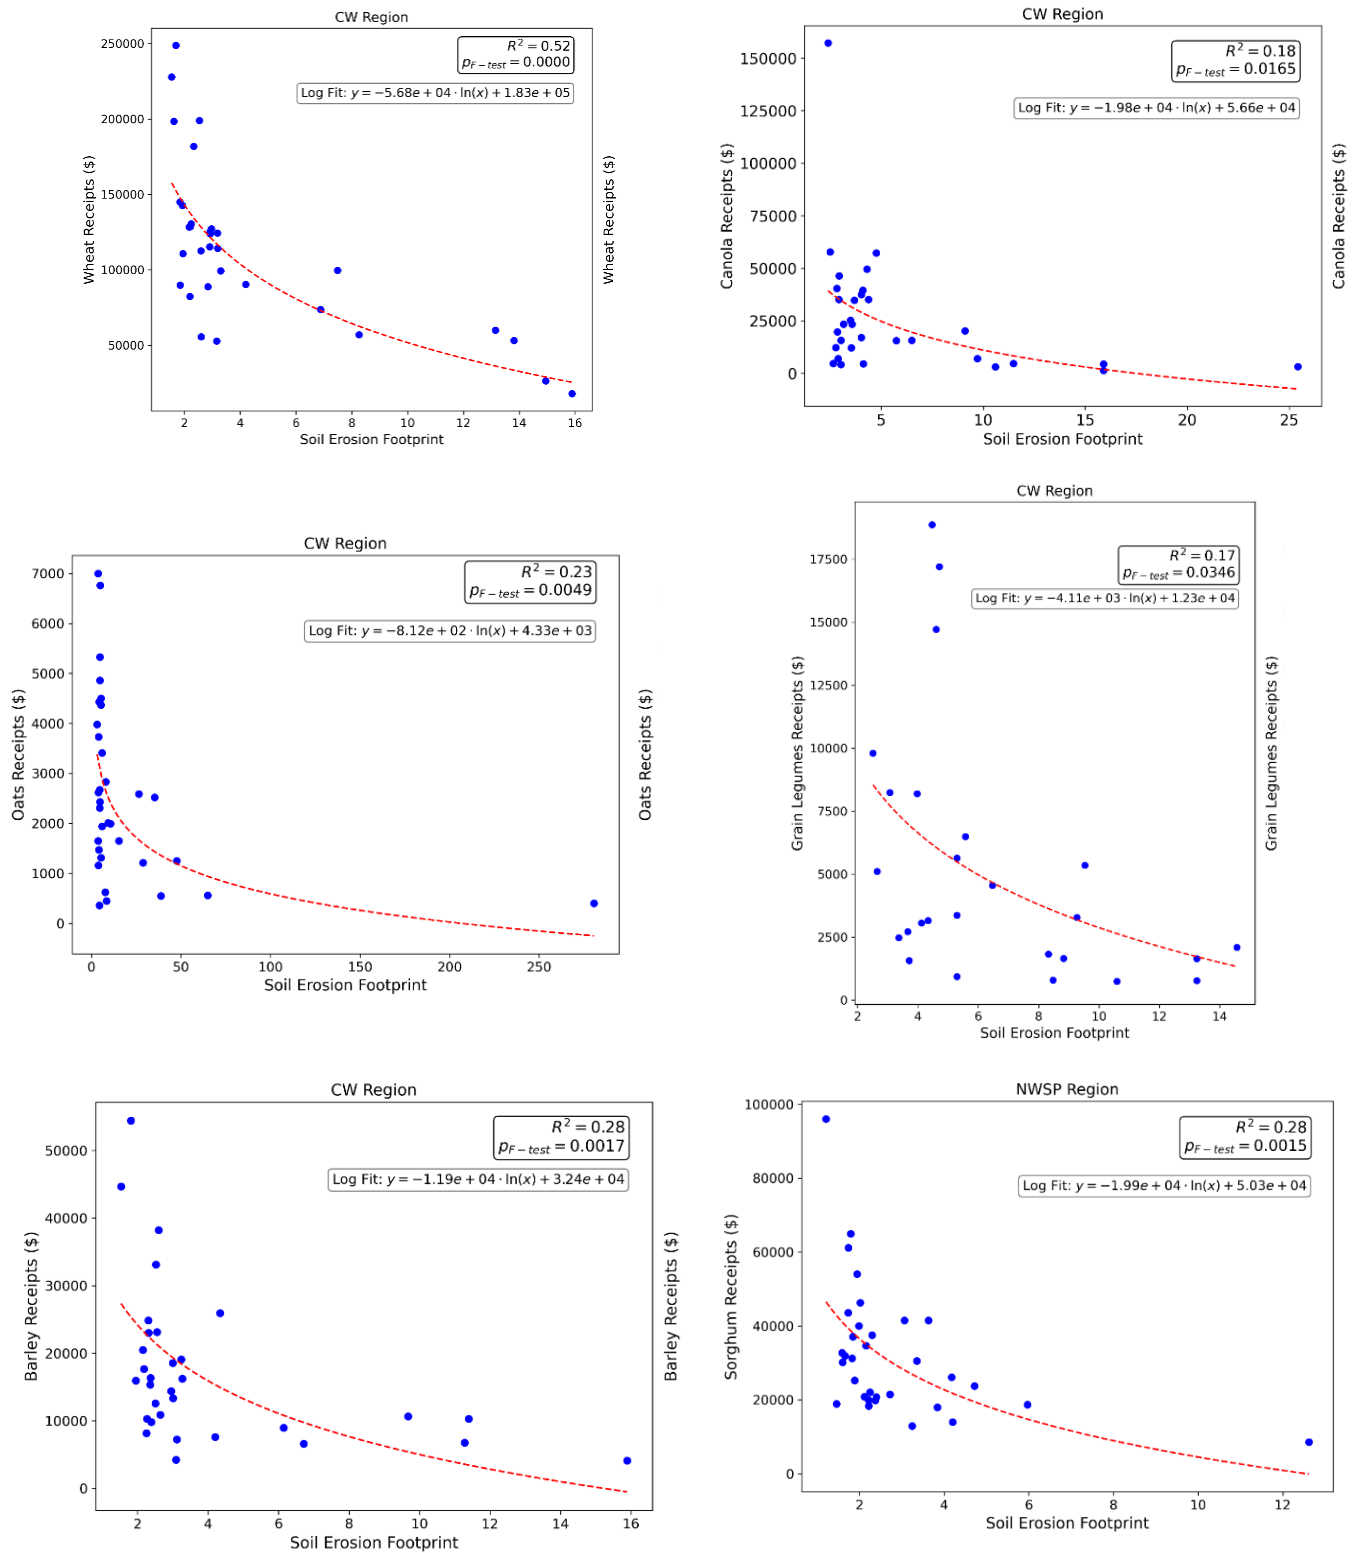 CW Region
R² = 0.52
p_F−test = 0.0000
Log Fit: y = −5.68e + 04 · ln(x) + 1.83e + 05
Wheat Receipts ($)
250000
200000
150000
100000
50000
2 4 6 8 10 12 14 16
Soil Erosion Footprint
Wheat Receipts ($)
CW Region
R² = 0.18
p_F−test = 0.0165
Log Fit: y = −1.98e + 04 · ln(x) + 5.66e + 04
Canola Receipts ($)
150000
125000
100000
75000
50000
25000
0
5 10 15 20 25
Soil Erosion Footprint
Canola Receipts ($)
CW Region
R² = 0.23
p_F−test = 0.0049
Log Fit: y = −8.12e + 02 · ln(x) + 4.33e + 03
Oats Receipts ($)
7000
6000
5000
4000
3000
2000
1000
0
0 50 100 150 200 250
Soil Erosion Footprint
Oats Receipts ($)
CW Region
R² = 0.17
p_F−test = 0.0346
Log Fit: y = −4.11e + 03 · ln(x) + 1.23e + 04
Grain Legumes Receipts ($)
17500
15000
12500
10000
7500
5000
2500
0
2 4 6 8 10 12 14
Soil Erosion Footprint
Grain Legumes Receipts ($)
CW Region
R² = 0.28
p_F−test = 0.0017
Log Fit: y = −1.19e + 04 · ln(x) + 3.24e + 04
Barley Receipts ($)
50000
40000
30000
20000
10000
0
2 4 6 8 10 12 14 16
Soil Erosion Footprint
Barley Receipts ($)
NWSP Region
R² = 0.28
p_F−test = 0.0015
Log Fit: y = −1.99e + 04 · ln(x) + 5.03e + 04
Sorghum Receipts ($)
100000
80000
60000
40000
20000
0
2 4 6 8 10 12
Soil Erosion Footprint